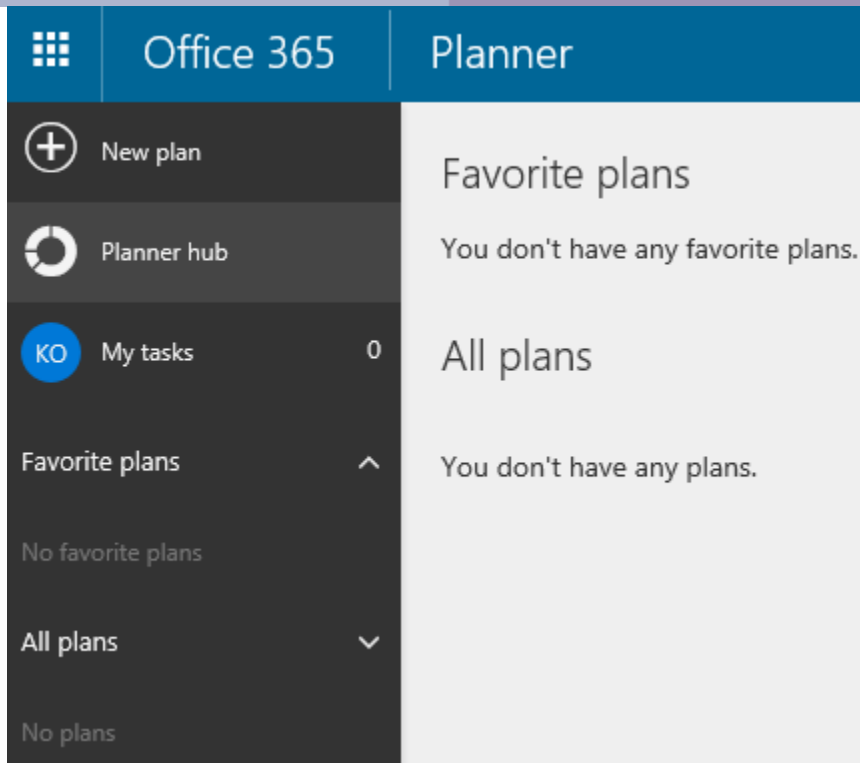 Office 365
Planner
New plan
Planner hub
KO My tasks 0
Favorite plans
No favorite plans
All plans
No plans
Favorite plans
You don't have any favorite plans.
All plans
You don't have any plans.